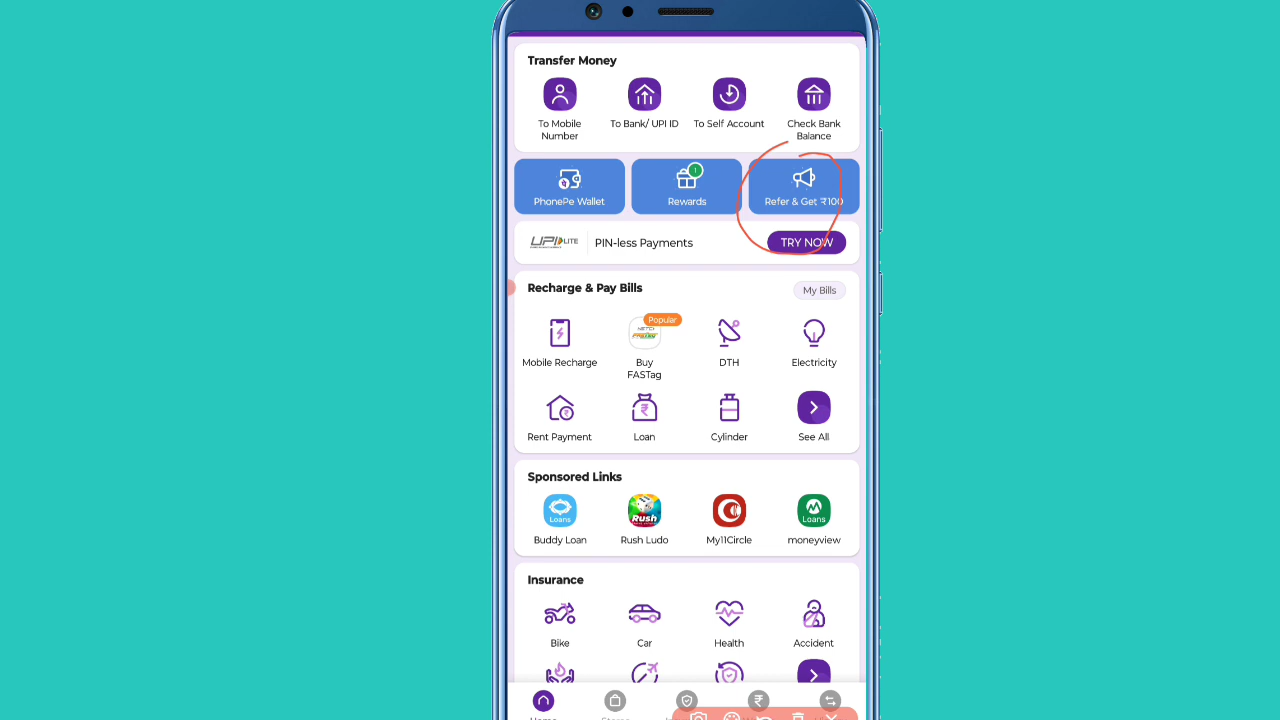 Transfer Money
To Mobile
Number
To Bank/ UPI ID
To Self Account
Check Bank
Balance
PhonePe Wallet
1
Rewards
Refer & Get ₹100
UPI LITE
PIN-less Payments
TRY NOW
Recharge & Pay Bills
My Bills
Mobile Recharge
Popular
Buy
FASTag
DTH
Electricity
Rent Payment
Loan
Cylinder
See All
Sponsored Links
Loans
Buddy Loan
Rush
Rush Ludo
My11Circle
Loans
moneyview
Insurance
Bike
Car
Health
Accident